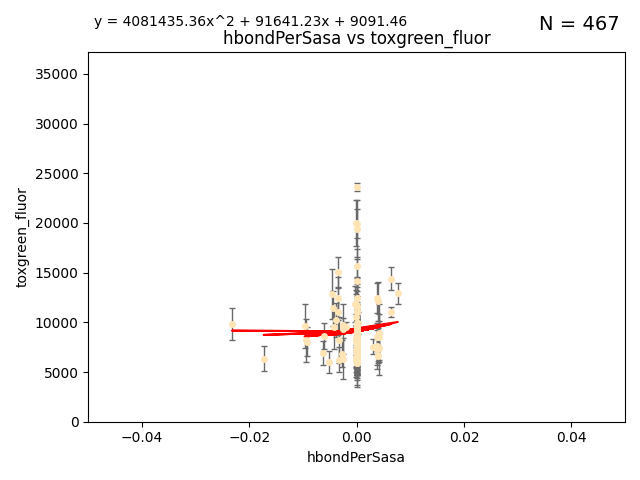 y = 4081435.36x^2 + 91641.23x + 9091.46
N = 467
hbondPerSasa vs toxgreen_fluor
35000
30000
25000
20000
15000
10000
5000
0
toxgreen_fluor
−0.04
−0.02
0.00
0.02
0.04
hbondPerSasa